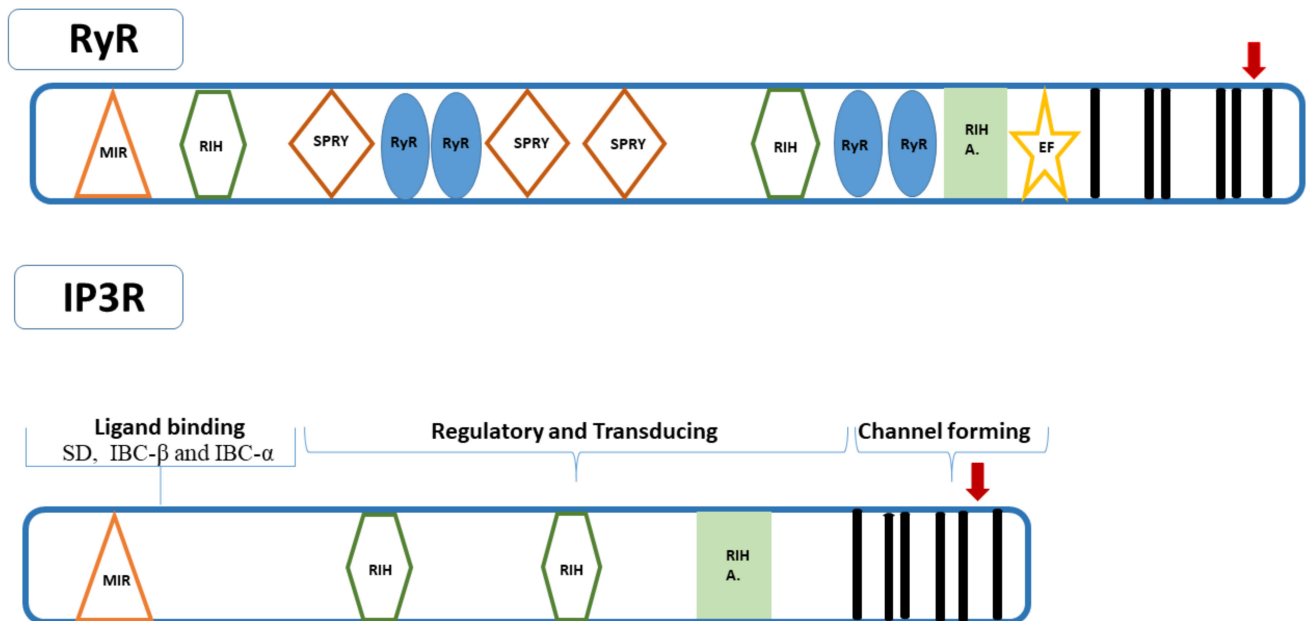 RyR
MIR RIH SPRY RyR RyR SPRY SPRY RIH RyR RyR RIH A. EF
IP3R
Ligand binding
SD, IBC-β and IBC-α
Regulatory and Transducing
Channel forming
MIR RIH RIH RIH A.